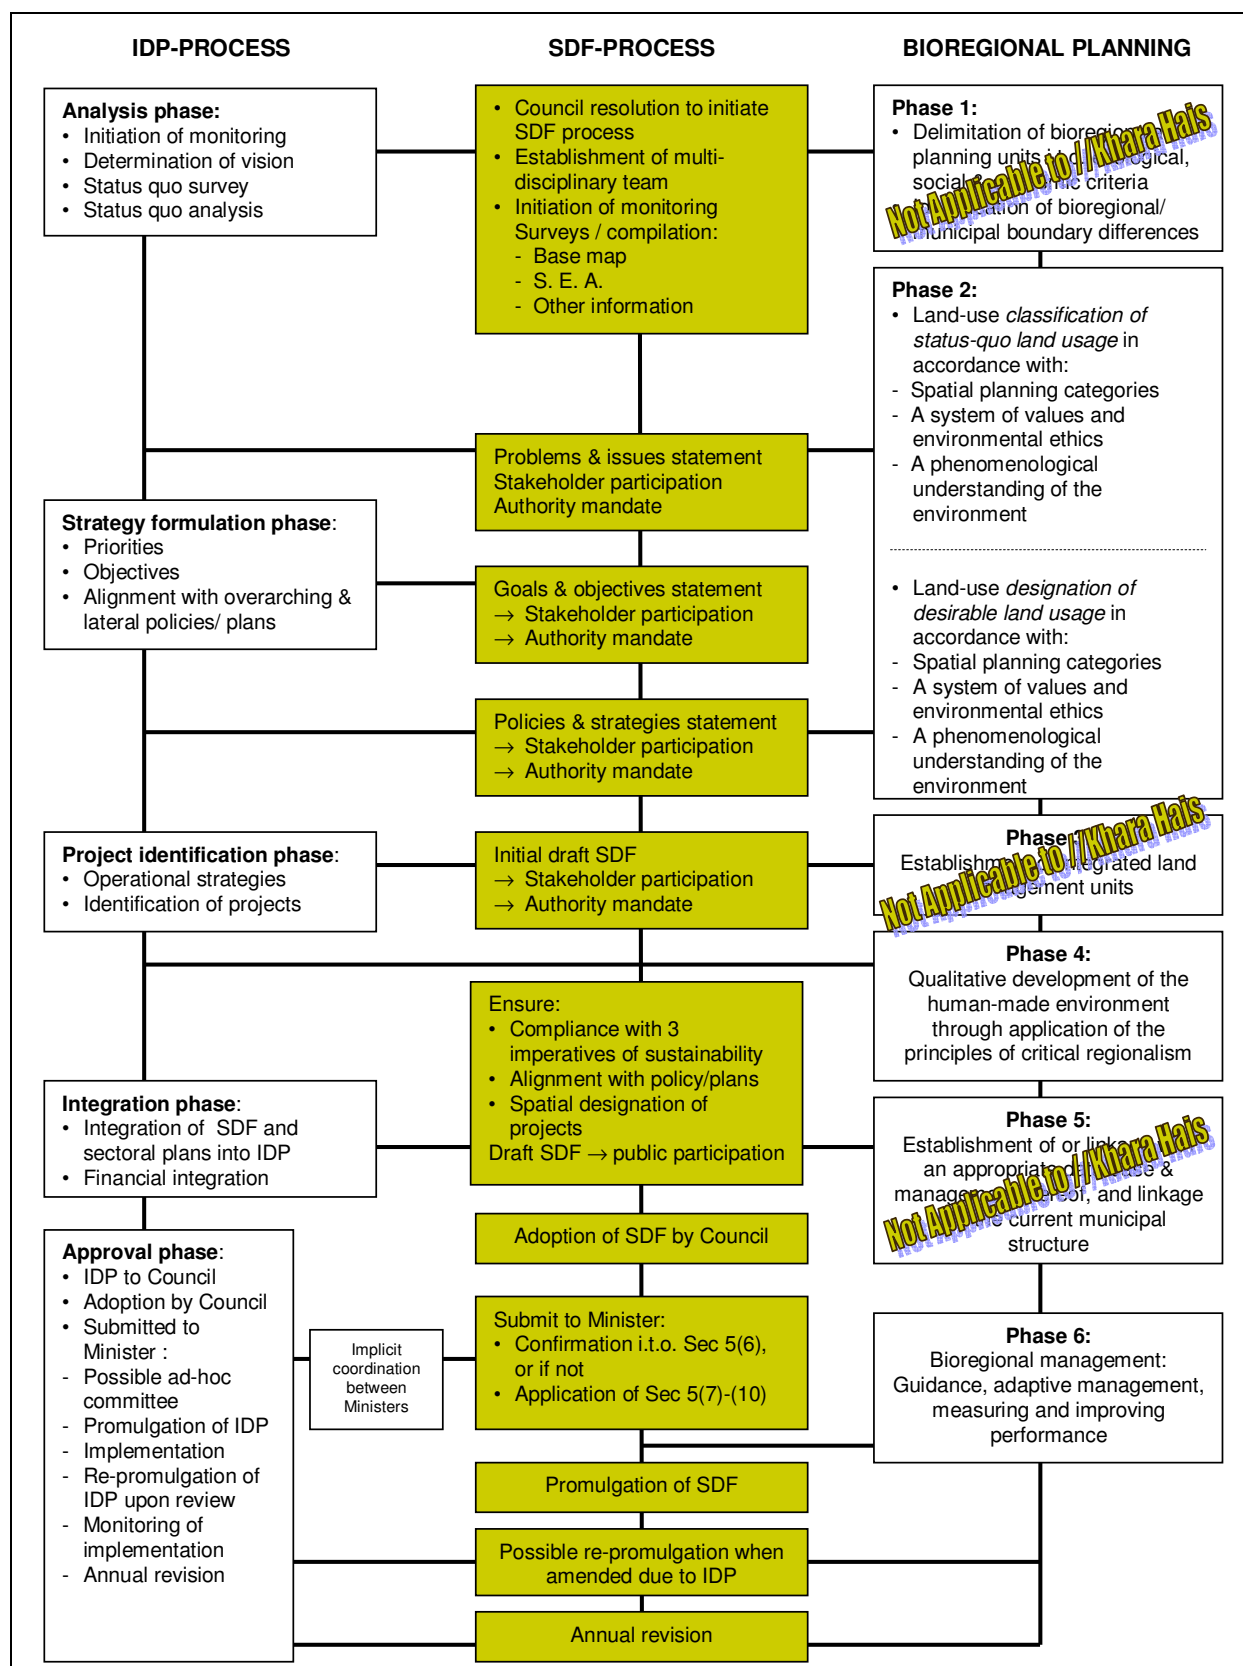 IDP-PROCESS
SDF-PROCESS
BIOREGIONAL PLANNING
Analysis phase:
• Initiation of monitoring
• Determination of vision
• Status quo survey
• Status quo analysis
Strategy formulation phase:
• Priorities
• Objectives
• Alignment with overarching &
lateral policies/ plans
Project identification phase:
• Operational strategies
• Identification of projects
Integration phase:
• Integration of SDF and
sectoral plans into IDP
• Financial integration
Approval phase:
• IDP to Council
• Adoption by Council
• Submitted to
Minister :
- Possible ad-hoc
committee
- Promulgation of IDP
- Implementation
- Re-promulgation of
IDP upon review
- Monitoring of
implementation
- Annual revision
Implicit
coordination
between
Ministers
• Council resolution to initiate
SDF process
• Establishment of multi-
disciplinary team
• Initiation of monitoring
Surveys / compilation:
- Base map
- S. E. A.
- Other information
Problems & issues statement
Stakeholder participation
Authority mandate
Goals & objectives statement
→ Stakeholder participation
→ Authority mandate
Policies & strategies statement
→ Stakeholder participation
→ Authority mandate
Initial draft SDF
→ Stakeholder participation
→ Authority mandate
Ensure:
• Compliance with 3
imperatives of sustainability
• Alignment with policy/plans
• Spatial designation of
projects
Draft SDF → public participation
Adoption of SDF by Council
Submit to Minister:
• Confirmation i.t.o. Sec 5(6),
or if not
• Application of Sec 5(7)-(10)
Promulgation of SDF
Possible re-promulgation when
amended due to IDP
Annual revision
Phase 1:
• Delimitation of
planning units
social criteria
of bioregional/
municipal boundary differences
Not Applicable to //Khara Hais
Phase 2:
• Land-use classification of
status-quo land usage in
accordance with:
- Spatial planning categories
- A system of values and
environmental ethics
- A phenomenological
understanding of the
environment
• Land-use designation of
desirable land usage in
accordance with:
- Spatial planning categories
- A system of values and
environmental ethics
- A phenomenological
understanding of the
environment
Phase
land
units
Not Applicable to //Khara Hais
Phase 4:
Qualitative development of the
human-made environment
through application of the
principles of critical regionalism
Phase 5:
Establishment of or
an appropriate &
and linkage
current municipal
structure
Not Applicable to //Khara Hais
Phase 6:
Bioregional management:
Guidance, adaptive management,
measuring and improving
performance